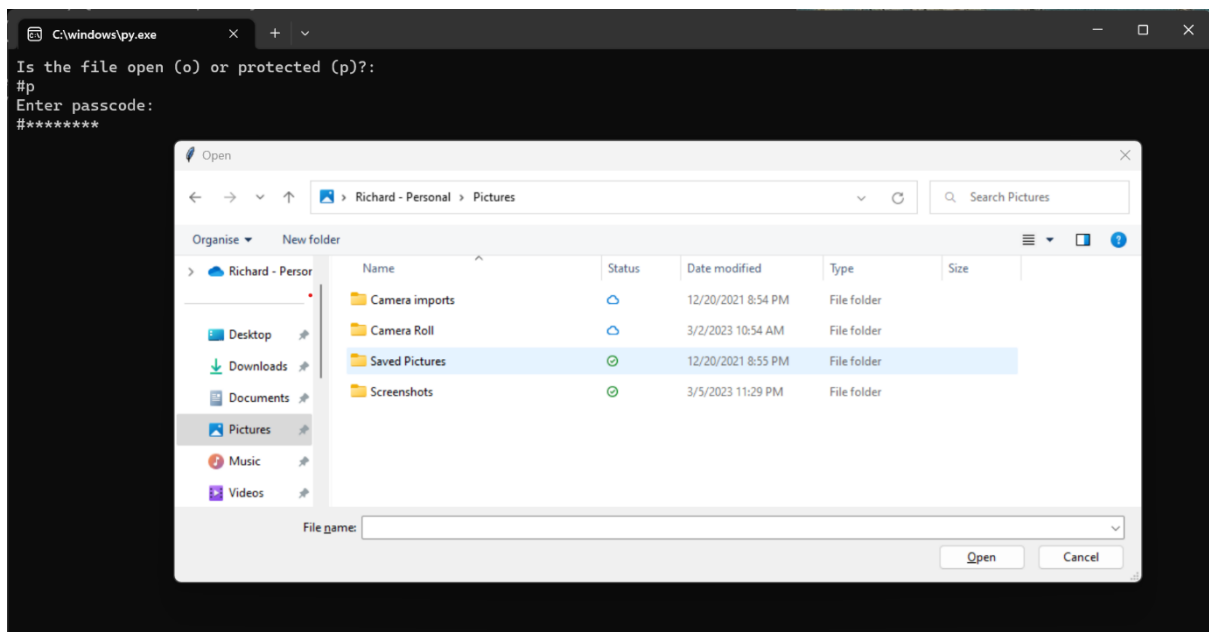 C:\windows\py.exe
Is the file open (o) or protected (p)?:
#p
Enter passcode:
#********
Open
Richard - Personal > Pictures
Search Pictures
Organise New folder
Richard - Persor
Name Status Date modified Type Size
Camera imports 12/20/2021 8:54 PM File folder
Camera Roll 3/2/2023 10:54 AM File folder
Saved Pictures 12/20/2021 8:55 PM File folder
Screenshots 3/5/2023 11:29 PM File folder
Desktop
Downloads
Documents
Pictures
Music
Videos
File name:
Open Cancel